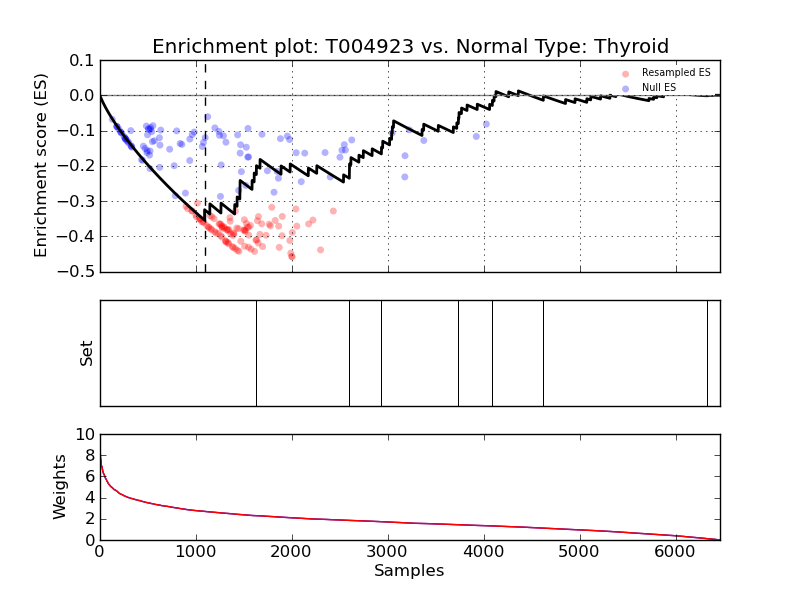 Enrichment plot: T004923 vs. Normal Type: Thyroid
Enrichment score (ES)
0.1
0.0
−0.1
−0.2
−0.3
−0.4
−0.5
Resampled ES
Null ES
Set
Weights
10
8
6
4
2
0
0 1000 2000 3000 4000 5000 6000
Samples